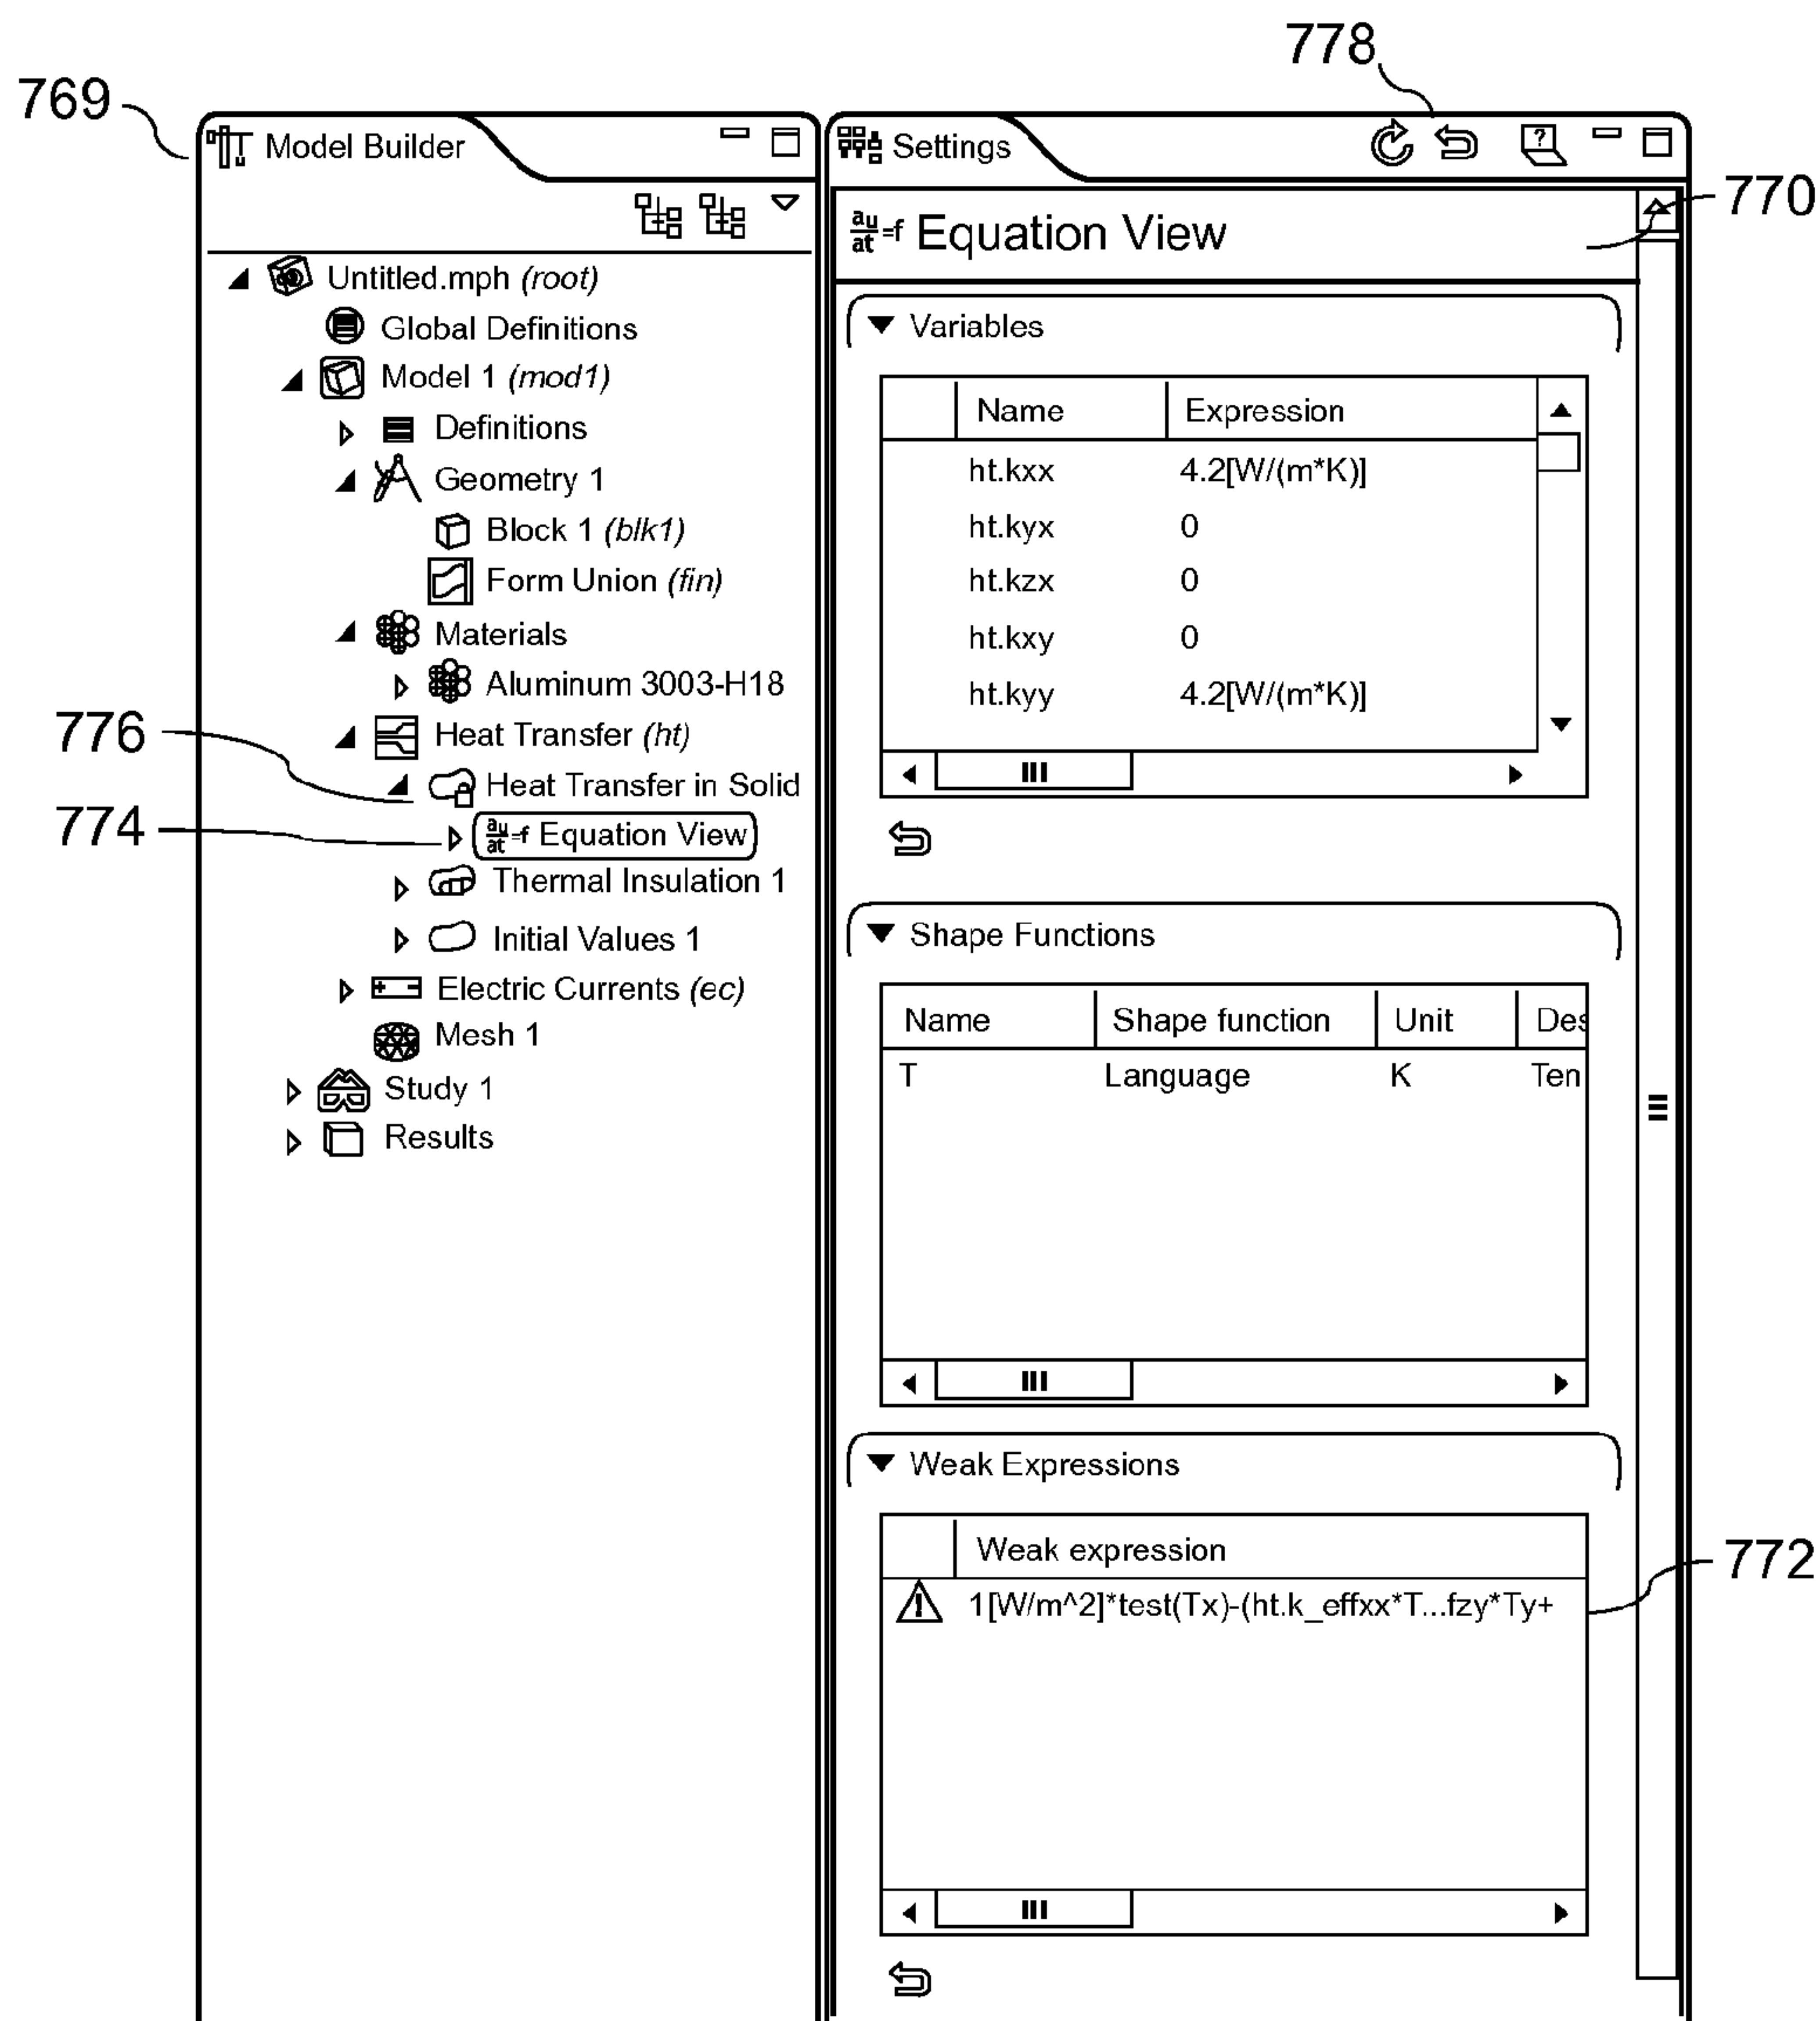 778
769
Model Builder
Settings
770
au/at =f Equation View
Untitled.mph (root)
Global Definitions
Model 1 (mod1)
Definitions
Geometry 1
Block 1 (blk1)
Form Union (fin)
Materials
Aluminum 3003-H18
776
Heat Transfer (ht)
Heat Transfer in Solid
774
au/at =f Equation View
Thermal Insulation 1
Initial Values 1
Electric Currents (ec)
Mesh 1
Study 1
Results
Variables
Name Expression
ht.kxx 4.2[W/(m*K)]
ht.kyx 0
ht.kzx 0
ht.kxy 0
ht.kyy 4.2[W/(m*K)]
Shape Functions
Name Shape function Unit Des
T Language K Ten
Weak Expressions
Weak expression
772
1[W/m^2]*test(Tx)-(ht.k_effxx*T...fzy*Ty+